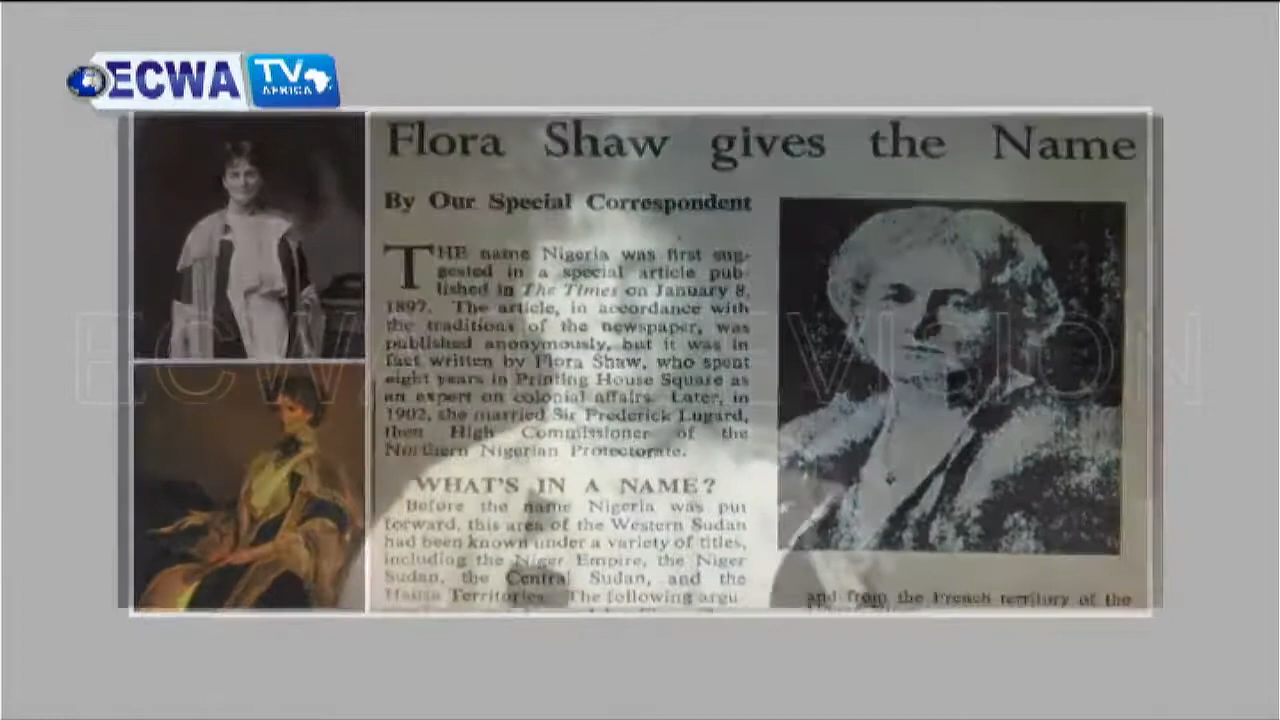 ECWA TV
AFRICA
Flora Shaw gives the Name
By Our Special Correspondent
THE name Nigeria was first sug-
gested in a special article pub-
lished in The Times on January 8,
1897. The article, in accordance with
the traditions of the newspaper, was
published anonymously, but it was in
fact written by Flora Shaw, who spent
eight years in Printing House Square as
an expert on colonial affairs. Later, in
1902, she married Sir Frederick Lugard,
then High Commissioner of the
Northern Nigerian Protectorate.
WHAT'S IN A NAME?
Before the name Nigeria was put
forward, this area of the Western Sudan
had been known under a variety of titles,
including the Niger Empire, the Niger
Sudan, the Central Sudan, and the
Hausa Territories. The following argu-
and from the French territory of the